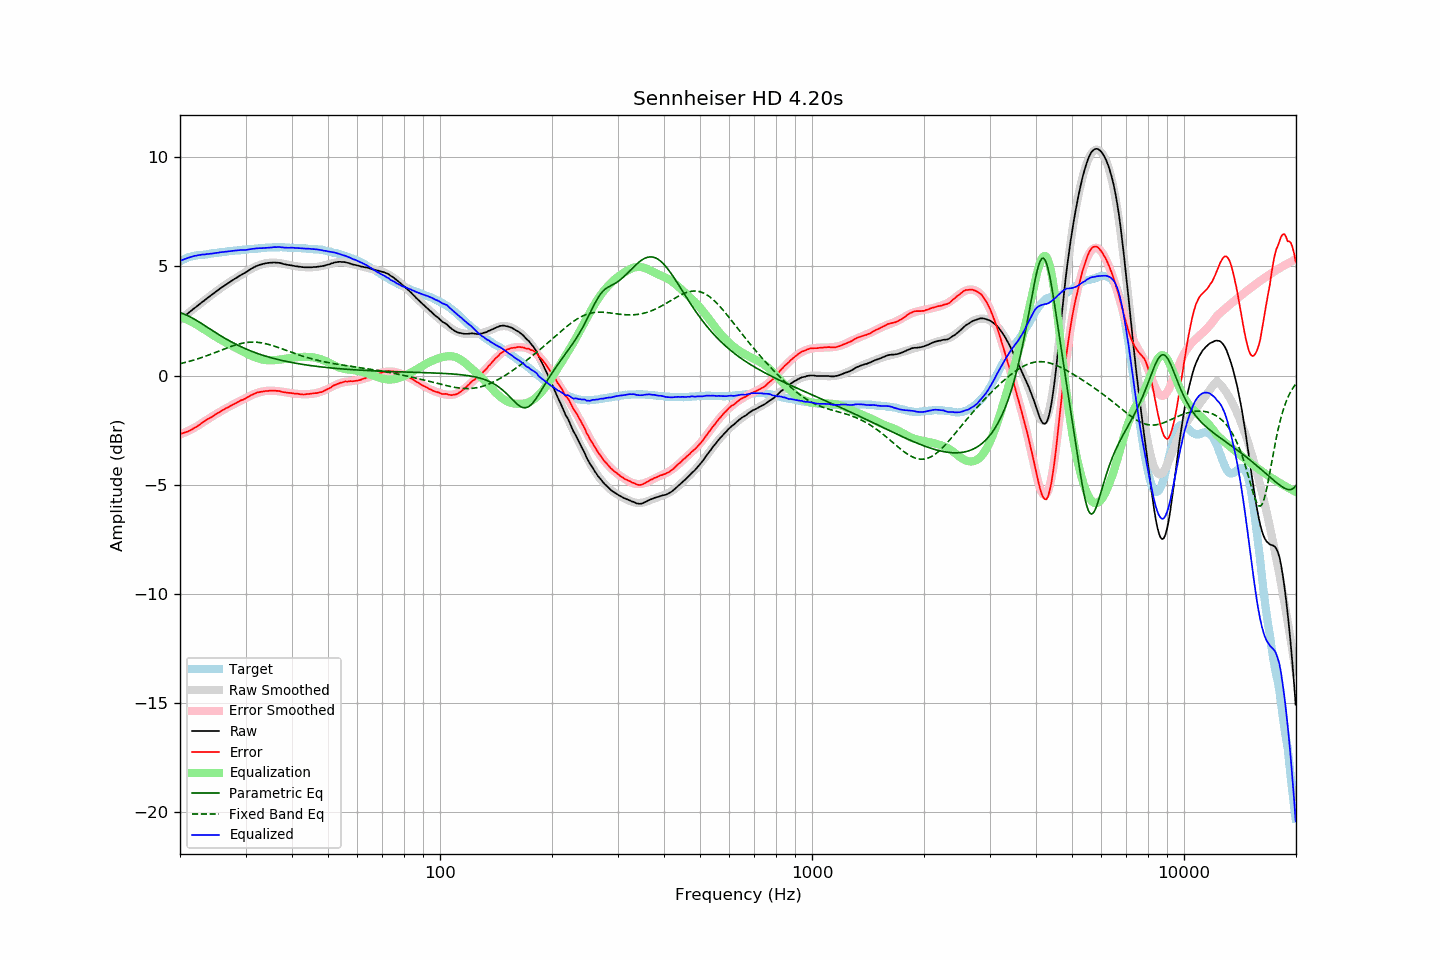 Sennheiser HD 4.20s
10
5
0
−5
−10
−15
−20
Amplitude (dBr)
Target
Raw Smoothed
Error Smoothed
Raw
Error
Equalization
Parametric Eq
Fixed Band Eq
Equalized
100
1000
10000
Frequency (Hz)